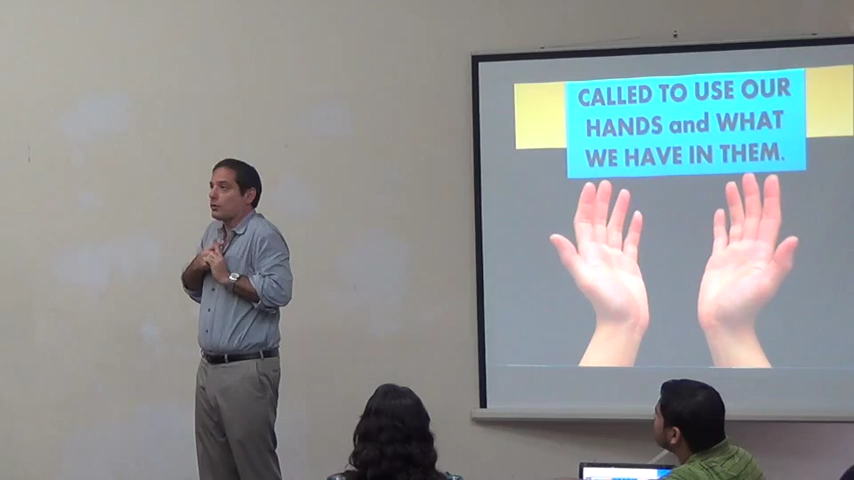 CALLED TO USE OUR
HANDS and WHAT
WE HAVE IN THEM.